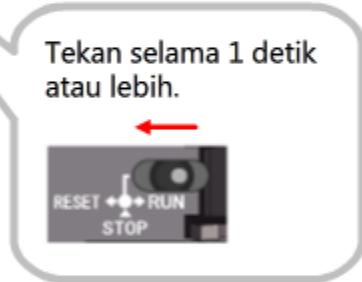 Tekan selama 1 detik
atau lebih.
RESET RUN
STOP